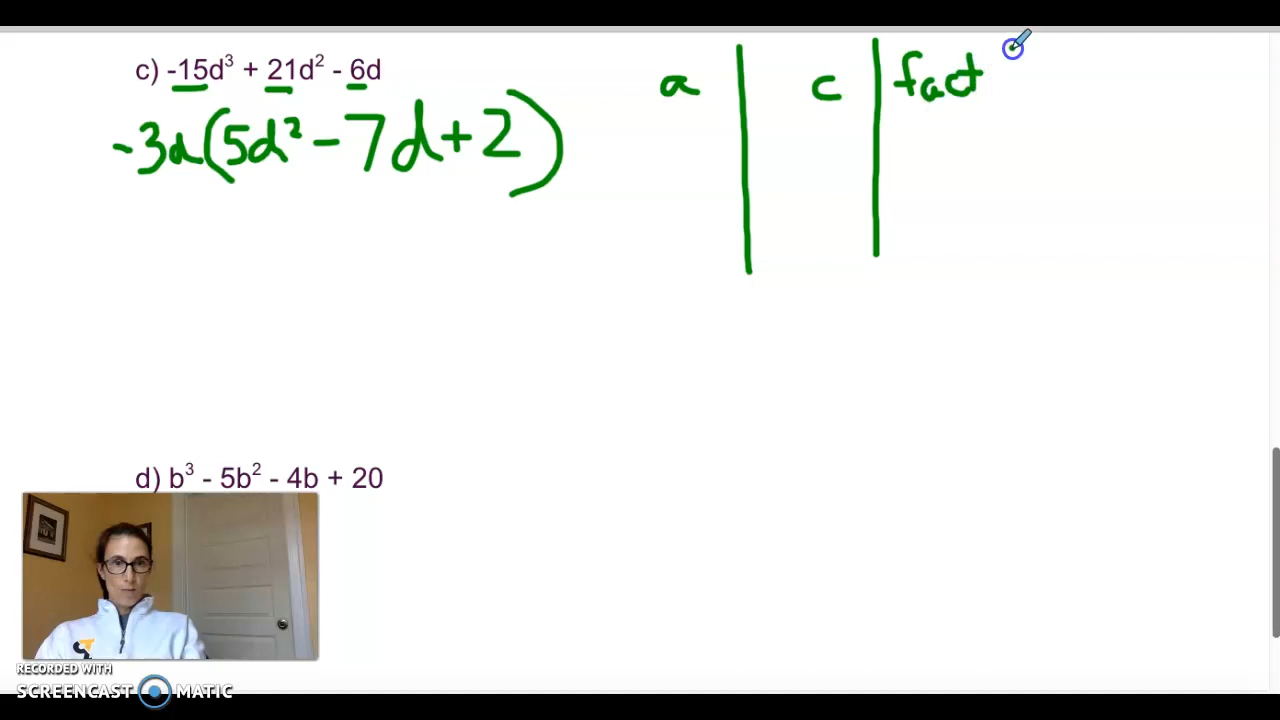 c) -15d³ + 21d² - 6d
a c fact
-3d(5d² - 7d + 2)
d) b³ - 5b² - 4b + 20
RECORDED WITH
SCREENCAST MATIC